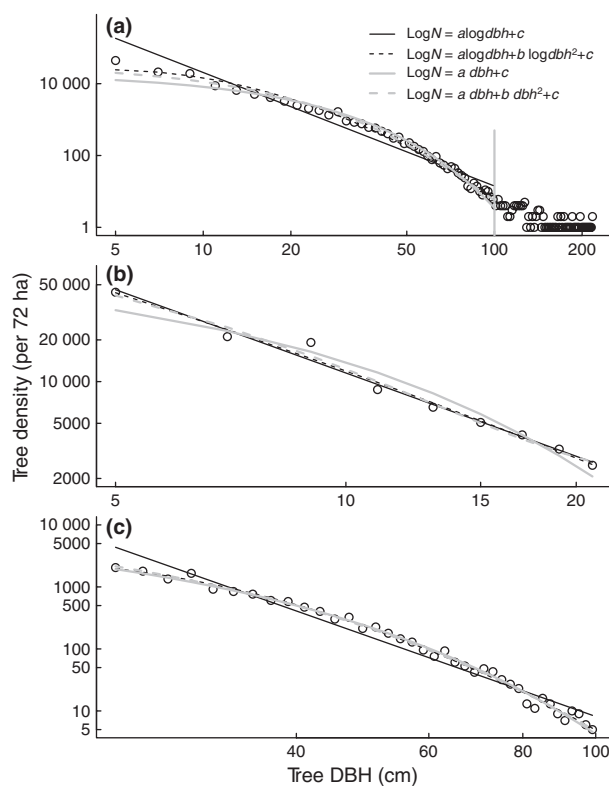 (a)
LogN = alogdbh+c
LogN = alogdbh+b logdbh²+c
LogN = a dbh+c
LogN = a dbh+b dbh²+c
10 000
100
1
5 10 20 50 100 200
(b)
50 000
20 000
10 000
5000
2000
5 10 15 20
Tree density (per 72 ha)
(c)
10 000
5000
1000
500
100
50
10
5
40 60 80 100
Tree DBH (cm)